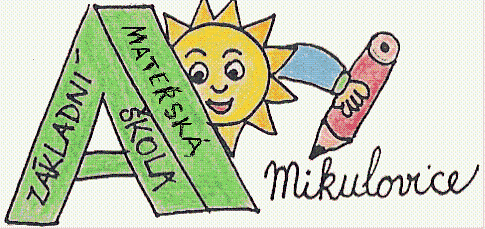 ZÁKLADNÍ
MATEŘSKÁ
ŠKOLA
A
Mikulovice